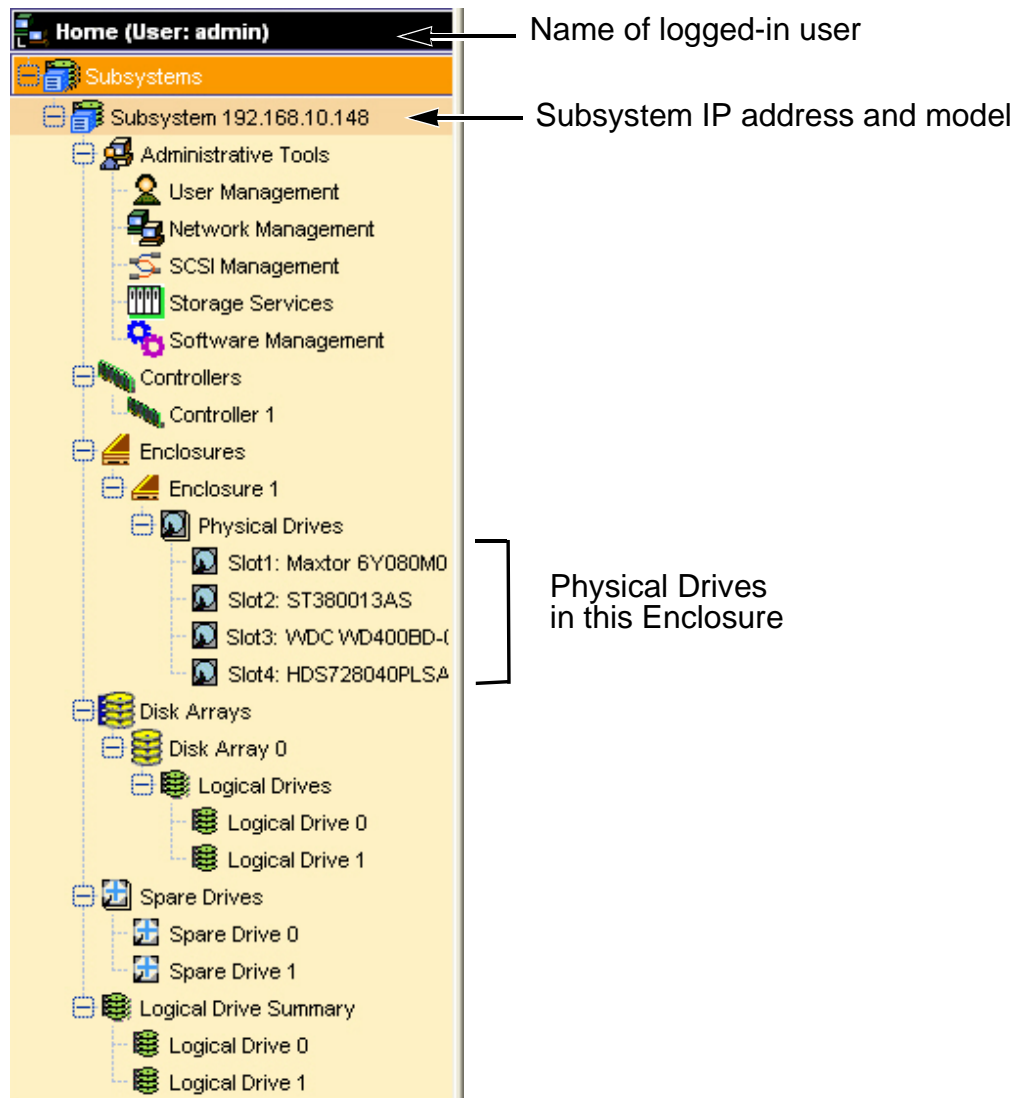 Home (User: admin)
Name of logged-in user
Subsystems
Subsystem 192.168.10.148
Subsystem IP address and model
Administrative Tools
User Management
Network Management
SCSI Management
Storage Services
Software Management
Controllers
Controller 1
Enclosures
Enclosure 1
Physical Drives
Slot1: Maxtor 6Y080M0
Slot2: ST380013AS
Slot3: WDC WD400BD-(
Slot4: HDS728040PLSA
Physical Drives
in this Enclosure
Disk Arrays
Disk Array 0
Logical Drives
Logical Drive 0
Logical Drive 1
Spare Drives
Spare Drive 0
Spare Drive 1
Logical Drive Summary
Logical Drive 0
Logical Drive 1